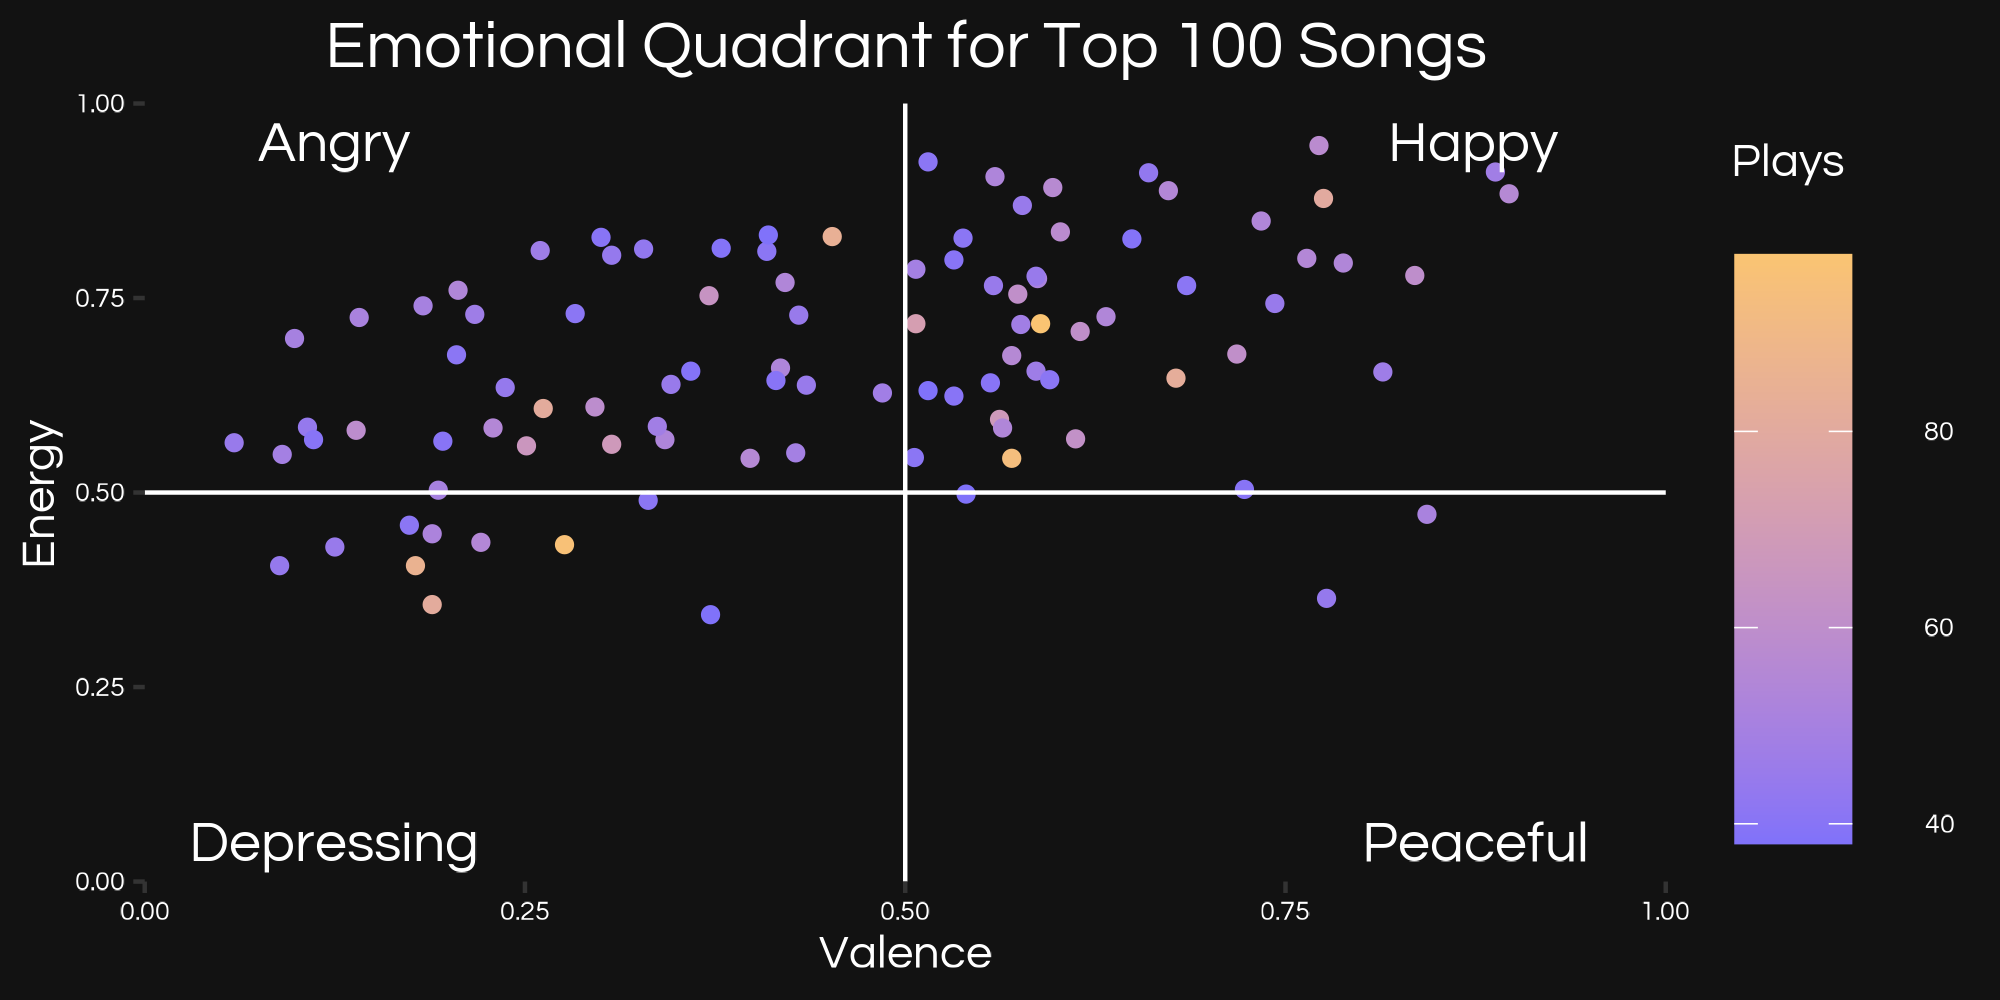 Emotional Quadrant for Top 100 Songs
1.00
Angry
Happy
Plays
0.75
80
Energy
0.50
60
0.25
40
Depressing
Peaceful
0.00
0.00 0.25 0.50 0.75 1.00
Valence